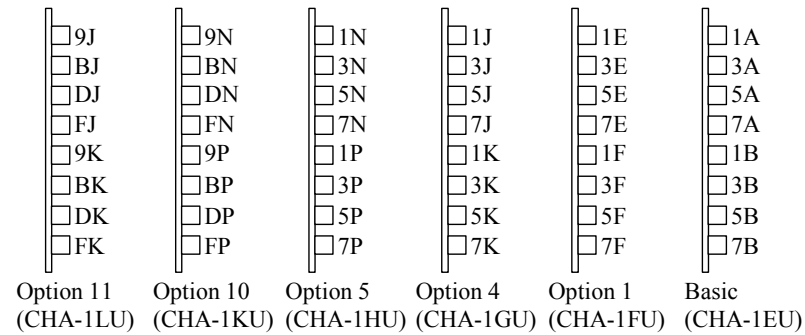 9J 9N 1N 1J 1E 1A
BJ BN 3N 3J 3E 3A
DJ DN 5N 5J 5E 5A
FJ FN 7N 7J 7E 7A
9K 9P 1P 1K 1F 1B
BK BP 3P 3K 3F 3B
DK DP 5P 5K 5F 5B
FK FP 7P 7K 7F 7B
Option 11 Option 10 Option 5 Option 4 Option 1 Basic
(CHA-1LU) (CHA-1KU) (CHA-1HU) (CHA-1GU) (CHA-1FU) (CHA-1EU)